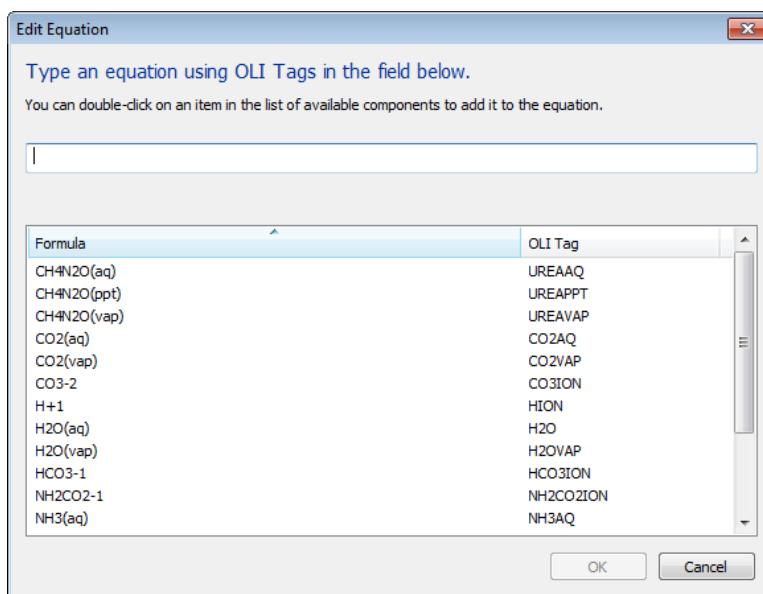 Edit Equation
Type an equation using OLI Tags in the field below.
You can double-click on an item in the list of available components to add it to the equation.
Formula OLI Tag
CH4N2O(aq) UREAAQ
CH4N2O(ppt) UREAPPT
CH4N2O(vap) UREAVAP
CO2(aq) CO2AQ
CO2(vap) CO2VAP
CO3-2 CO3ION
H+1 HION
H2O(aq) H2O
H2O(vap) H2OVAP
HCO3-1 HCO3ION
NH2CO2-1 NH2CO2ION
NH3(aq) NH3AQ
OK Cancel